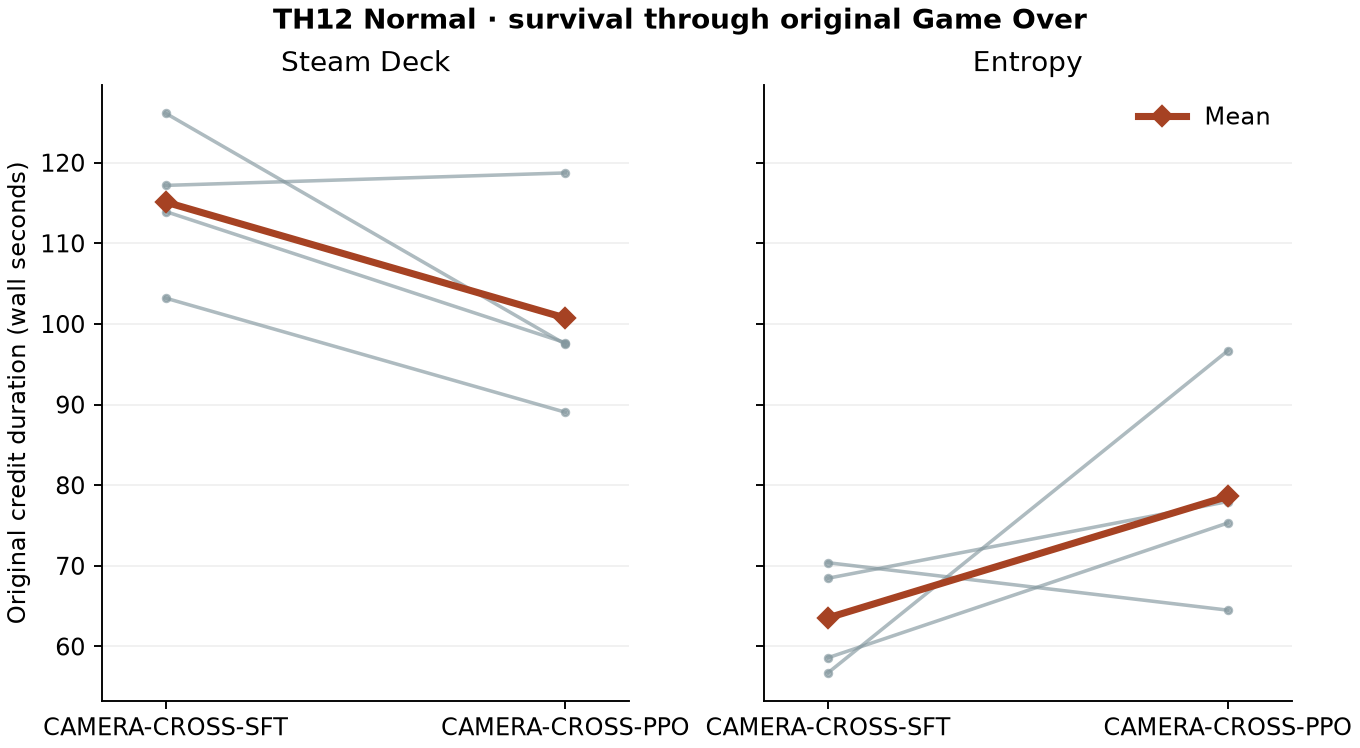 TH12 Normal · survival through original Game Over
Steam Deck
Entropy
Mean
Original credit duration (wall seconds)
120
110
100
90
80
70
60
CAMERA-CROSS-SFT
CAMERA-CROSS-PPO
CAMERA-CROSS-SFT
CAMERA-CROSS-PPO